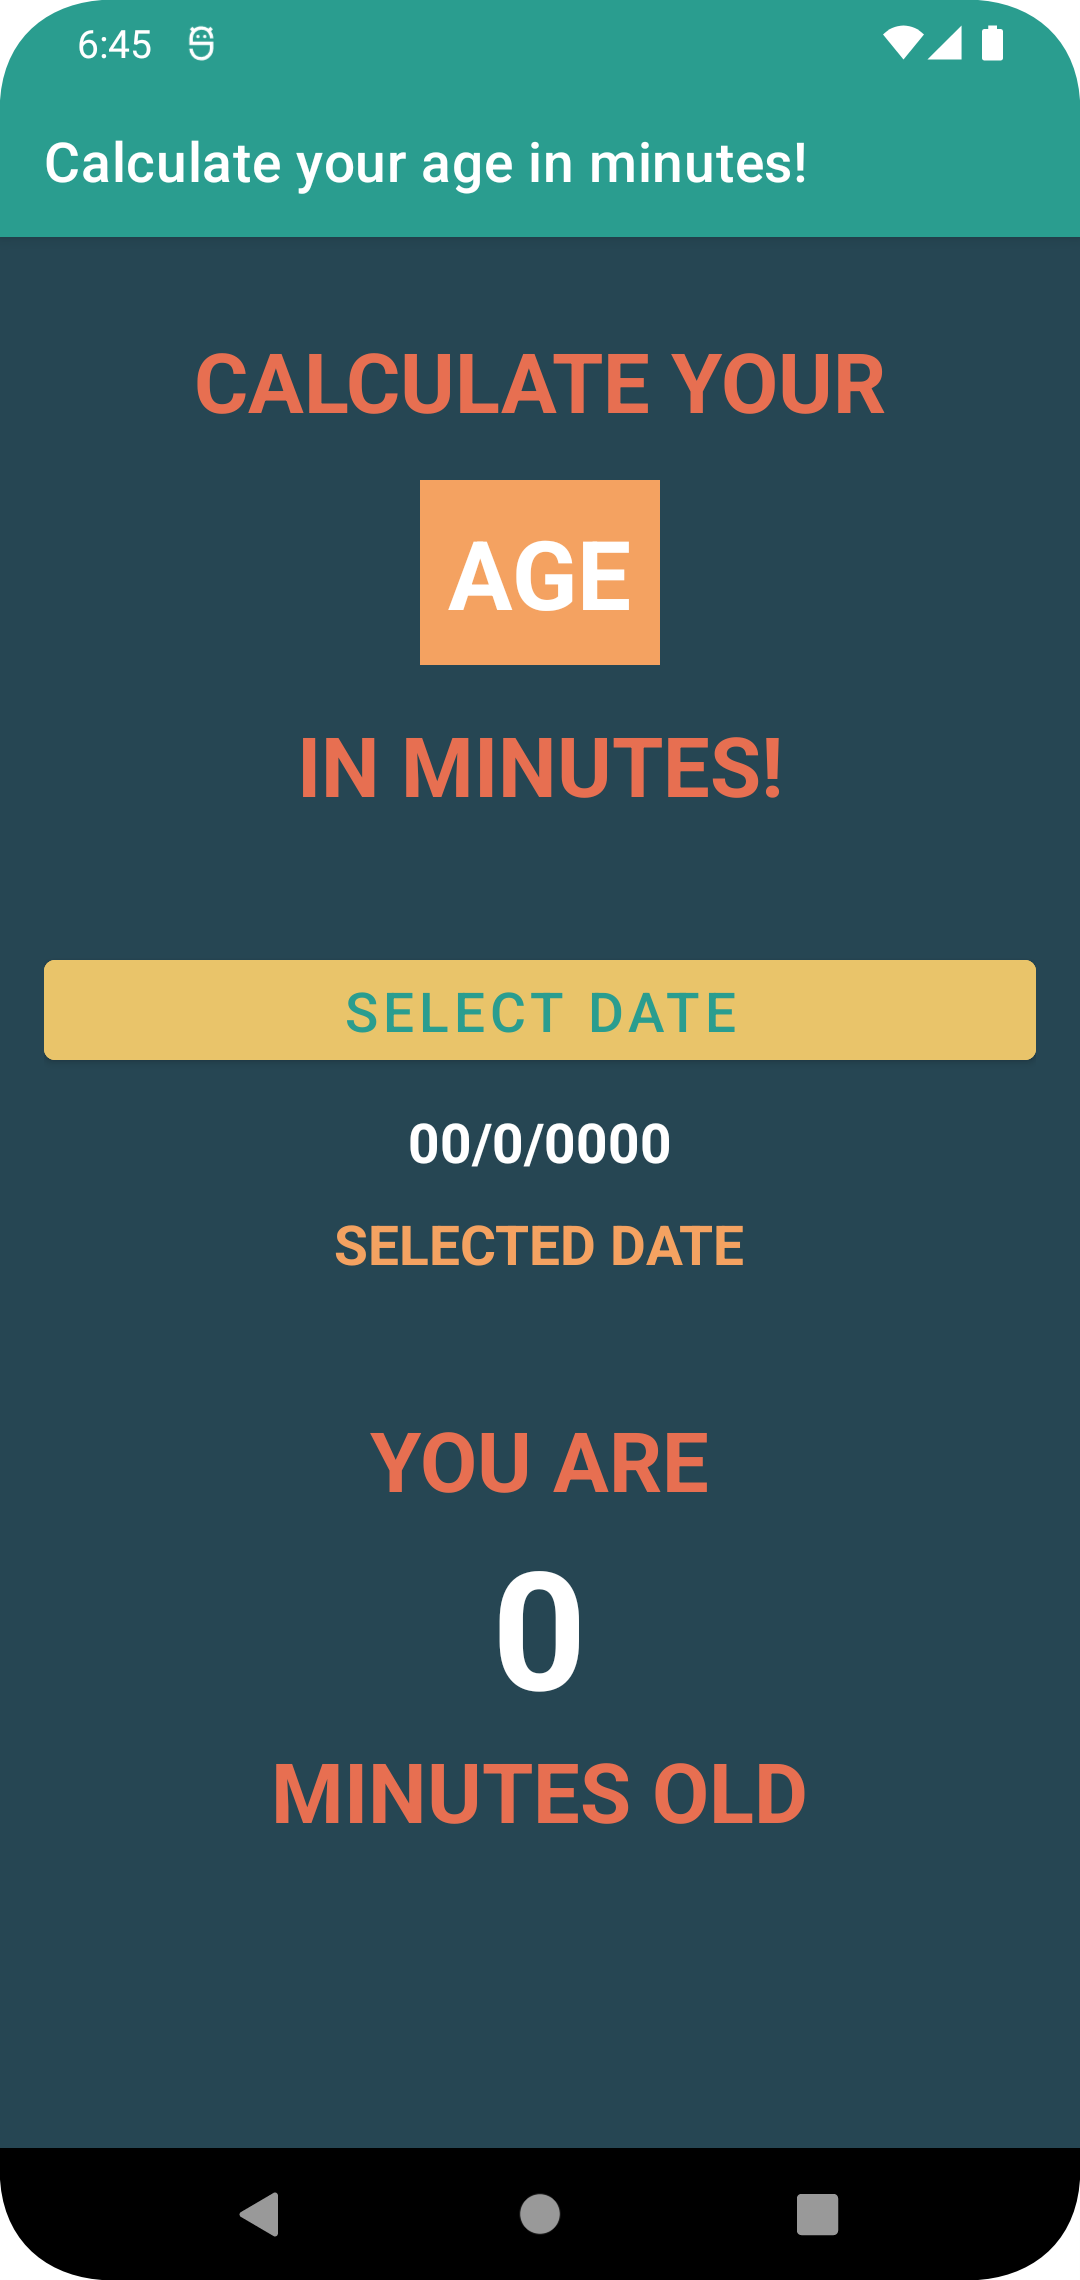 6:45
Calculate your age in minutes!
CALCULATE YOUR
AGE
IN MINUTES!
SELECT DATE
00/0/0000
SELECTED DATE
YOU ARE
0
MINUTES OLD